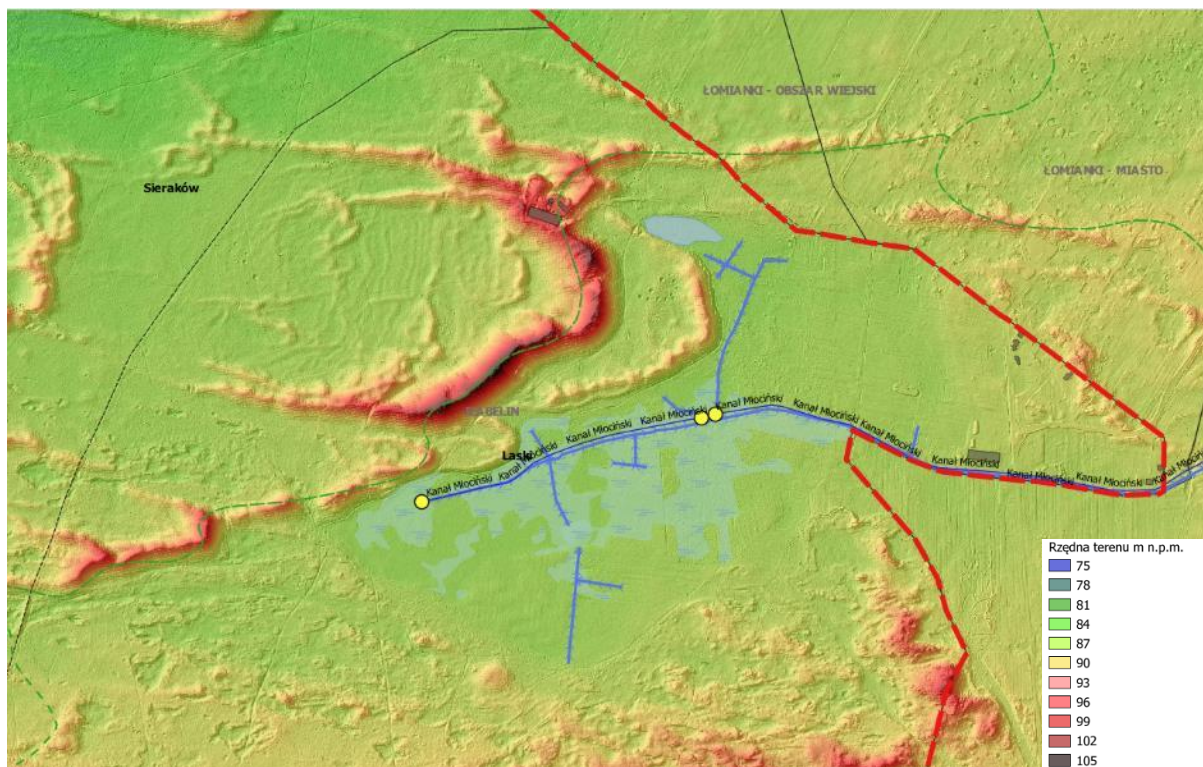 ŁOMIANKI - OBSZAR WIEJSKI
ŁOMIANKI - MIASTO
Sieraków
Kanał Młociński
Kanał Młociński
Kanał Młociński
Kanał Młociński
Kanał Młociński
Kanał Młociński
Laski
Kanał Młociński
Kanał Młociński
Kanał Młociński
Kanał Młociński
Kanał Młociński
Rzędna terenu m n.p.m.
75
78
81
84
87
90
93
96
99
102
105